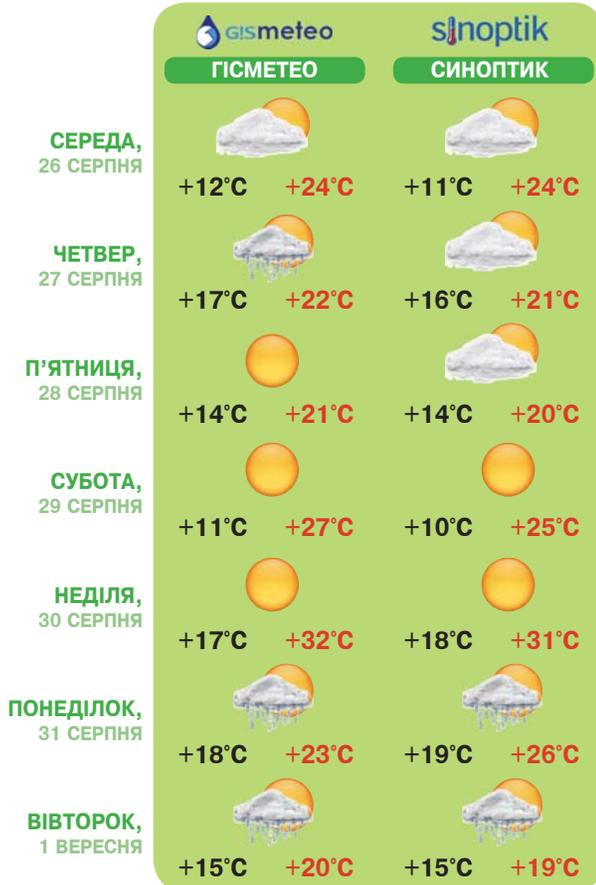 GISmeteo sinoptik
ГІСМЕТЕО СИНОПТИК
СЕРЕДА,
26 СЕРПНЯ
+12°C +24°C +11°C +24°C
ЧЕТВЕР,
27 СЕРПНЯ
+17°C +22°C +16°C +21°C
П’ЯТНИЦЯ,
28 СЕРПНЯ
+14°C +21°C +14°C +20°C
СУБОТА,
29 СЕРПНЯ
+11°C +27°C +10°C +25°C
НЕДІЛЯ,
30 СЕРПНЯ
+17°C +32°C +18°C +31°C
ПОНЕДІЛОК,
31 СЕРПНЯ
+18°C +23°C +19°C +26°C
ВІВТОРОК,
1 ВЕРЕСНЯ
+15°C +20°C +15°C +19°C